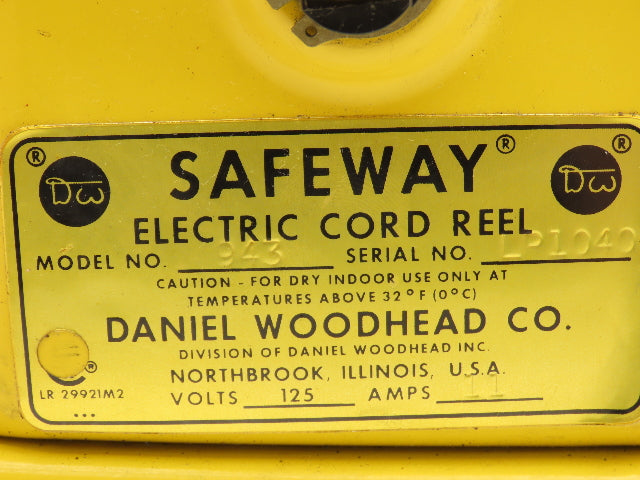 ® DW SAFEWAY® ® DW
ELECTRIC CORD REEL
MODEL NO. 943 SERIAL NO. LP1040
CAUTION - FOR DRY INDOOR USE ONLY AT
TEMPERATURES ABOVE 32°F (0°C)
DANIEL WOODHEAD CO.
DIVISION OF DANIEL WOODHEAD INC.
NORTHBROOK, ILLINOIS, U.S.A.
®
LR 29921M2
VOLTS 125 AMPS 11
...